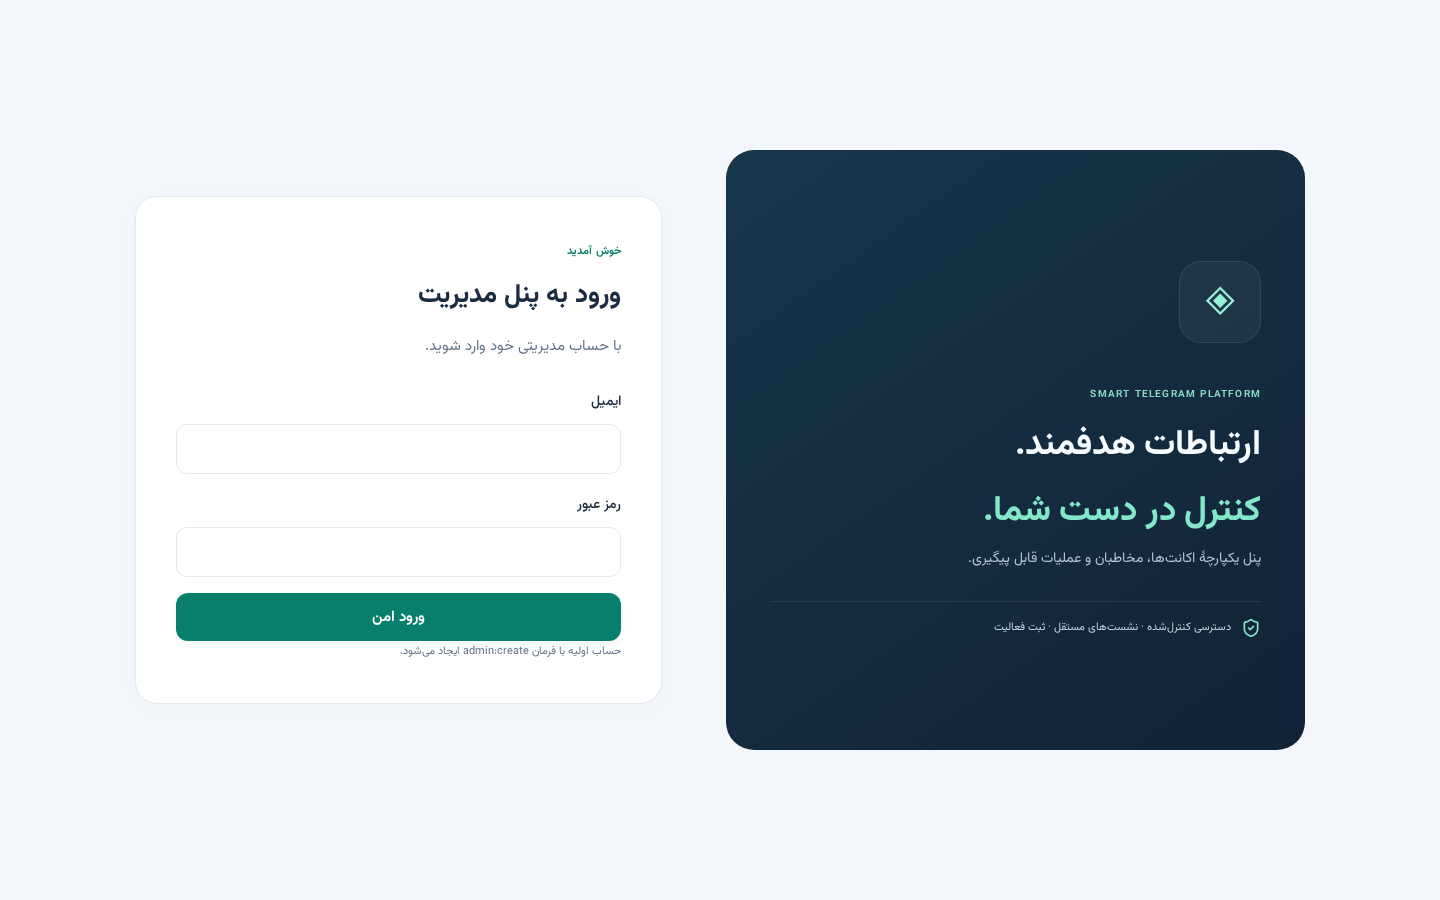 SMART TELEGRAM PLATFORM
ارتباطات هدفمند.
کنترل در دست شما.
پنل یکپارچهٔ اکانت‌ها، مخاطبان و عملیات قابل پیگیری.
دسترسی کنترل‌شده · نشست‌های مستقل · ثبت فعالیت
خوش آمدید
ورود به پنل مدیریت
با حساب مدیریتی خود وارد شوید.
ایمیل
رمز عبور
ورود امن
حساب اولیه با فرمان admin:create ایجاد می‌شود.